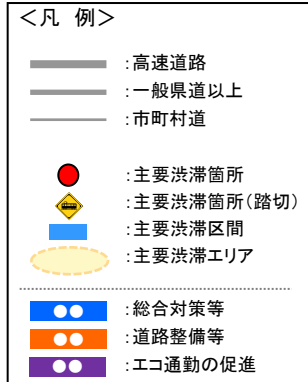 ＜凡 例＞
：高速道路
：一般県道以上
：市町村道
：主要渋滞箇所
：主要渋滞箇所（踏切）
：主要渋滞区間
：主要渋滞エリア
●● ：総合対策等
●● ：道路整備等
●● ：エコ通勤の促進